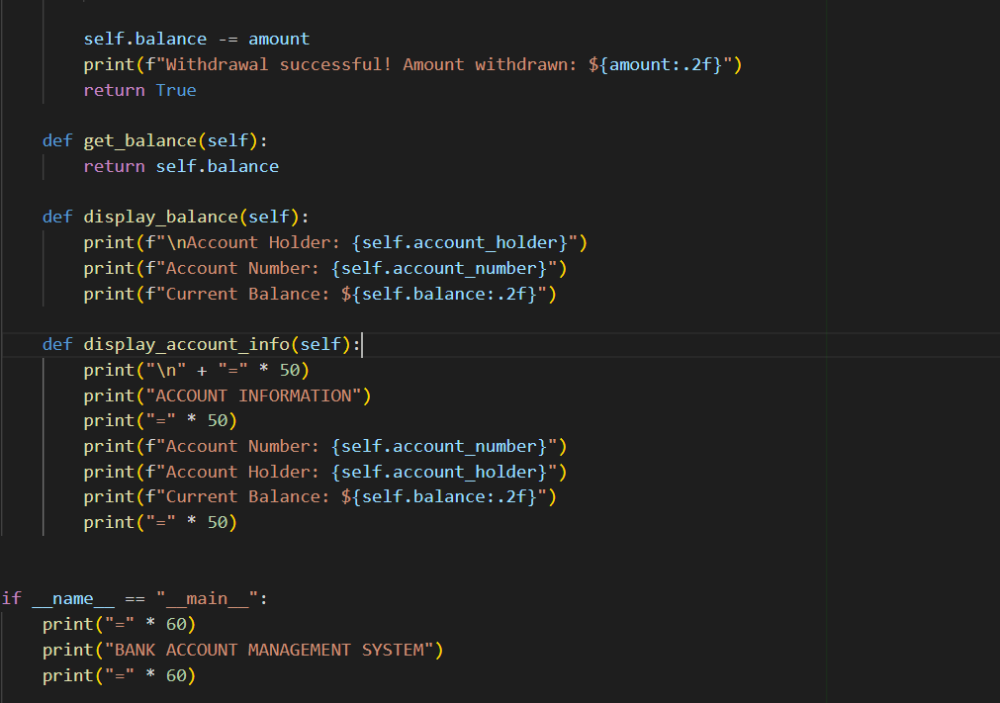 self.balance -= amount
        print(f"Withdrawal successful! Amount withdrawn: ${amount:.2f}")
        return True

    def get_balance(self):
        return self.balance

    def display_balance(self):
        print(f"\nAccount Holder: {self.account_holder}")
        print(f"Account Number: {self.account_number}")
        print(f"Current Balance: ${self.balance:.2f}")

    def display_account_info(self):
        print("\n" + "=" * 50)
        print("ACCOUNT INFORMATION")
        print("=" * 50)
        print(f"Account Number: {self.account_number}")
        print(f"Account Holder: {self.account_holder}")
        print(f"Current Balance: ${self.balance:.2f}")
        print("=" * 50)


if __name__ == "__main__":
    print("=" * 60)
    print("BANK ACCOUNT MANAGEMENT SYSTEM")
    print("=" * 60)